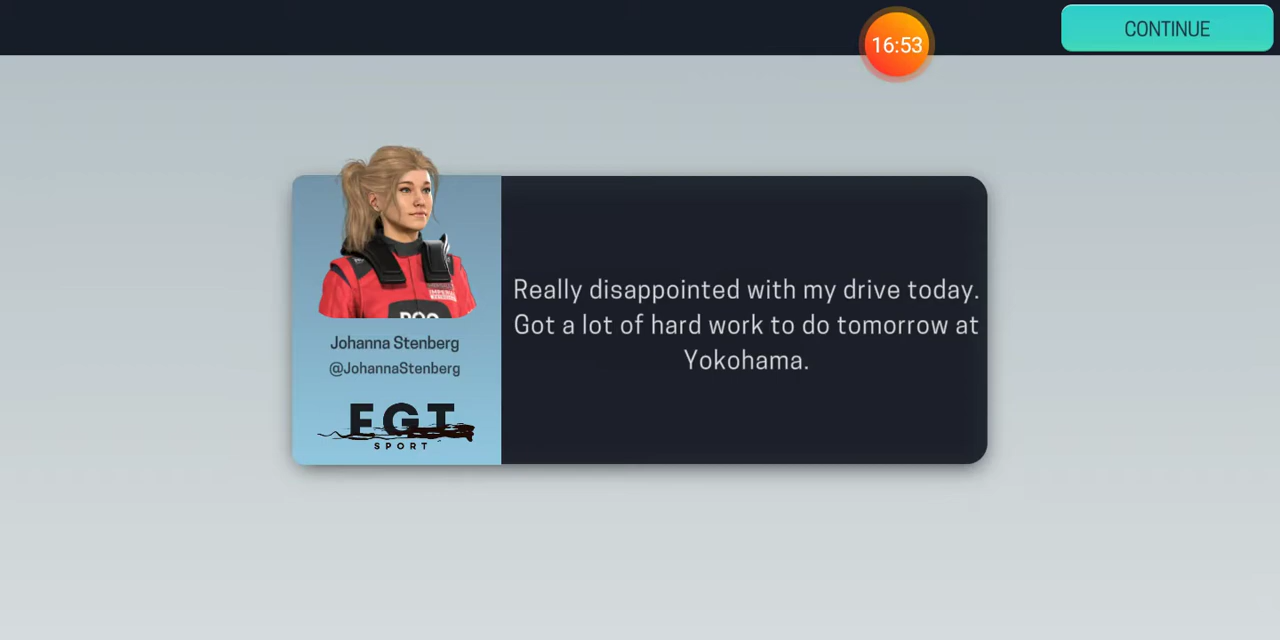 CONTINUE
16:53
Really disappointed with my drive today.
Got a lot of hard work to do tomorrow at
Yokohama.
Johanna Stenberg
@JohannaStenberg
SPORT